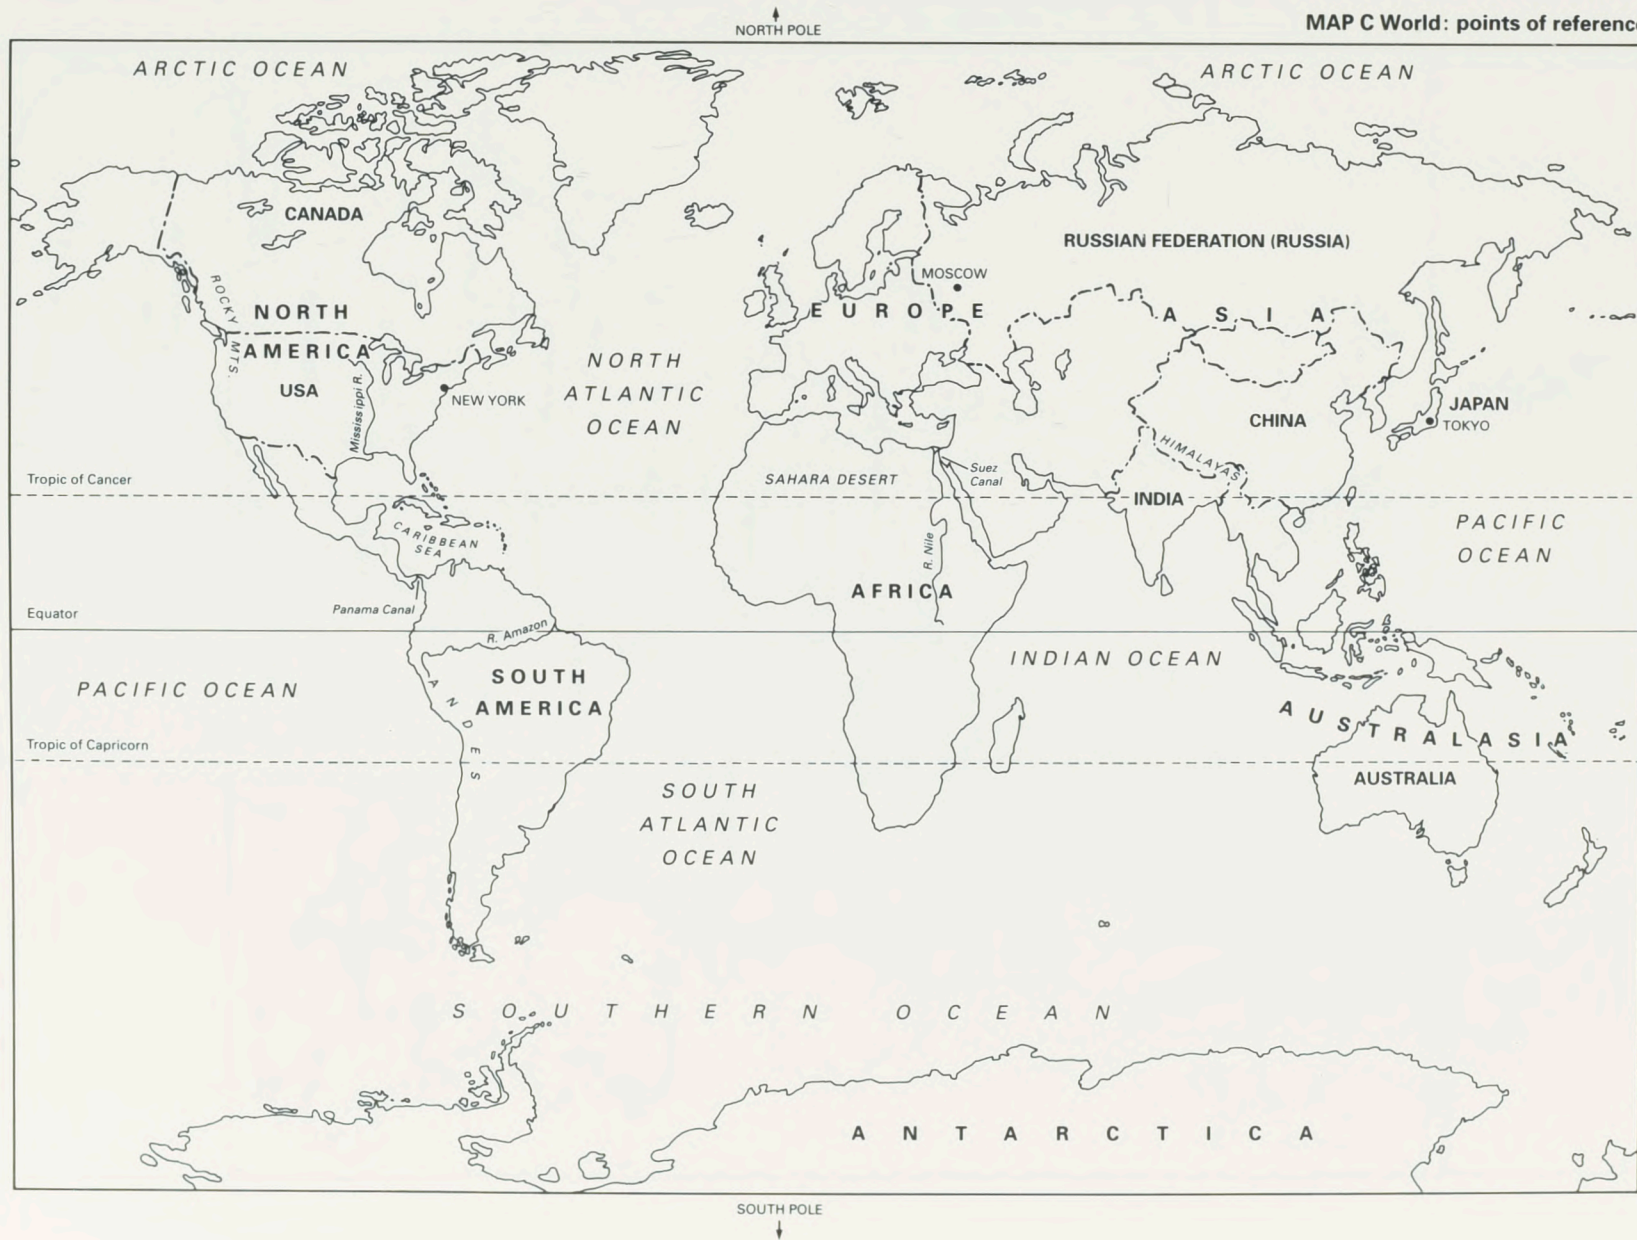 NORTH POLE
MAP C World: points of reference
ARCTIC OCEAN
ARCTIC OCEAN
CANADA
RUSSIAN FEDERATION (RUSSIA)
MOSCOW
ROCKY MTS.
NORTH
AMERICA
EUROPE
ASIA
USA
Mississippi R.
NEW YORK
NORTH
ATLANTIC
OCEAN
CHINA
JAPAN
TOKYO
HIMALAYAS
Tropic of Cancer
SAHARA DESERT
Suez
Canal
INDIA
CARIBBEAN
SEA
PACIFIC
OCEAN
R. Nile
AFRICA
Panama Canal
Equator
R. Amazon
INDIAN OCEAN
PACIFIC OCEAN
SOUTH
AMERICA
ANDES
AUSTRALASIA
Tropic of Capricorn
AUSTRALIA
SOUTH
ATLANTIC
OCEAN
SOUTHERN OCEAN
ANTARCTICA
SOUTH POLE